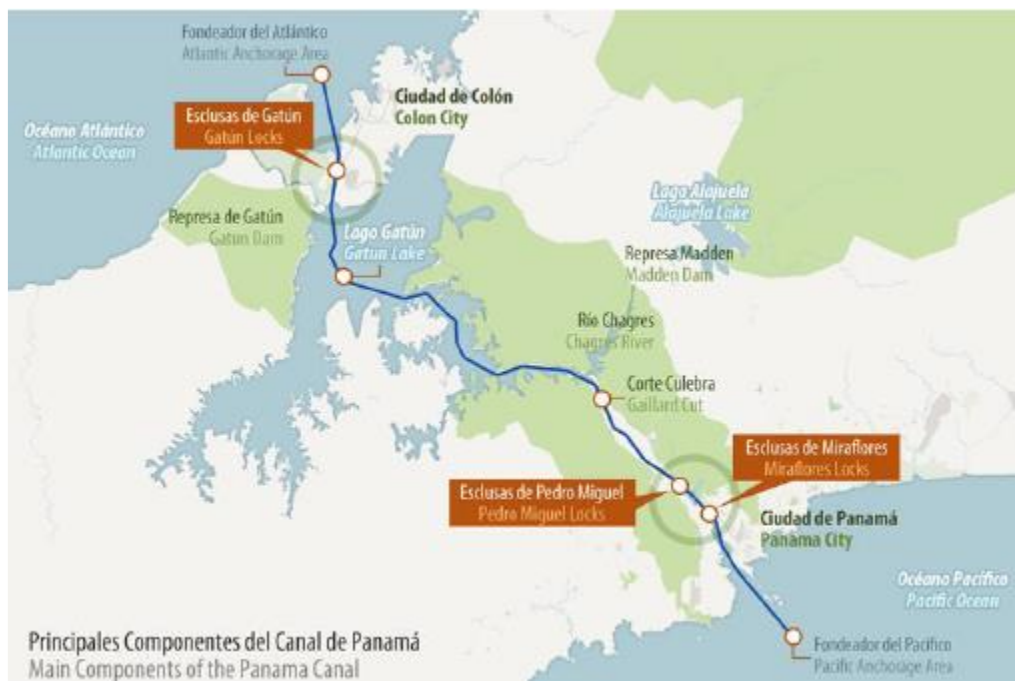 Fondeador del Atlántico
Atlantic Anchorage Area
Esclusas de Gatún
Gatún Locks
Ciudad de Colón
Colon City
Océano Atlántico
Atlantic Ocean
Represa de Gatún
Gatun Dam
Lago Gatún
Gatun Lake
Lago Alajuela
Alajuela Lake
Represa Madden
Madden Dam
Río Chagres
Chagres River
Corte Culebra
Gaillard Cut
Esclusas de Miraflores
Miraflores Locks
Esclusas de Pedro Miguel
Pedro Miguel Locks
Ciudad de Panamá
Panama City
Océano Pacífico
Pacific Ocean
Principales Componentes del Canal de Panamá
Main Components of the Panama Canal
Fondeador del Pacífico
Pacific Anchorage Area